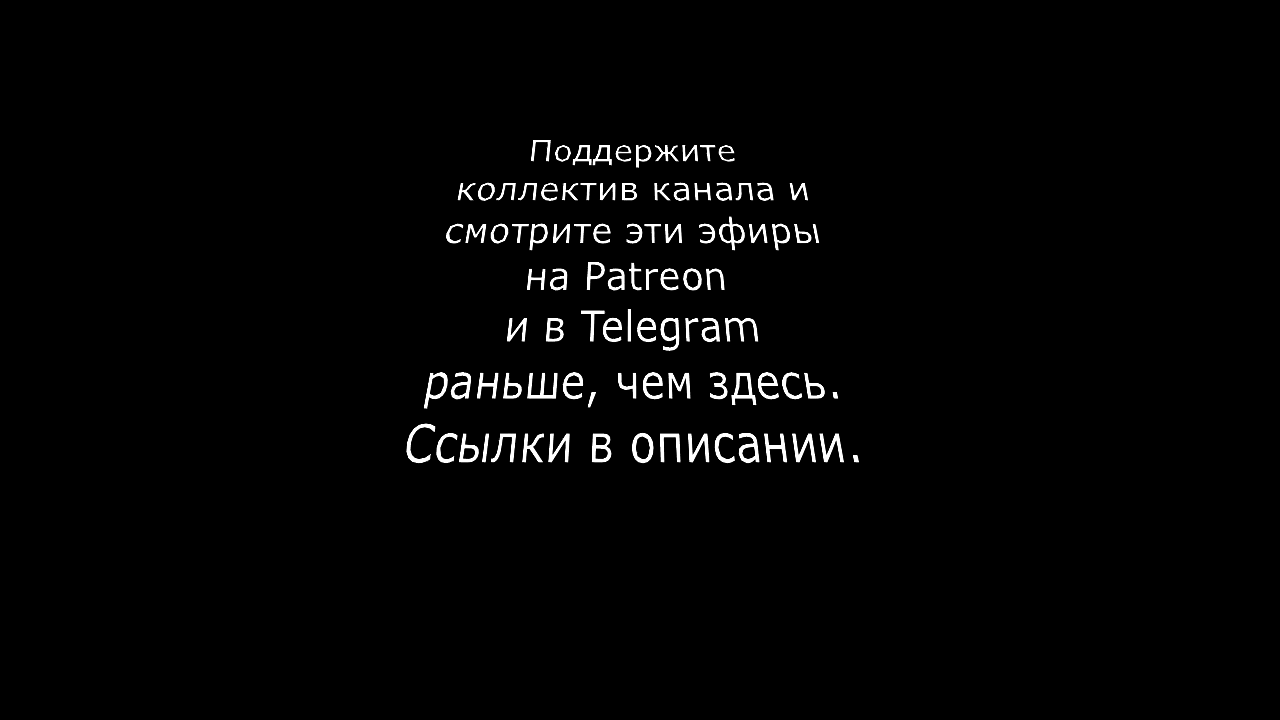 Поддержите
коллектив канала и
смотрите эти эфиры
на Patreon
и в Telegram
раньше, чем здесь.
Ссылки в описании.